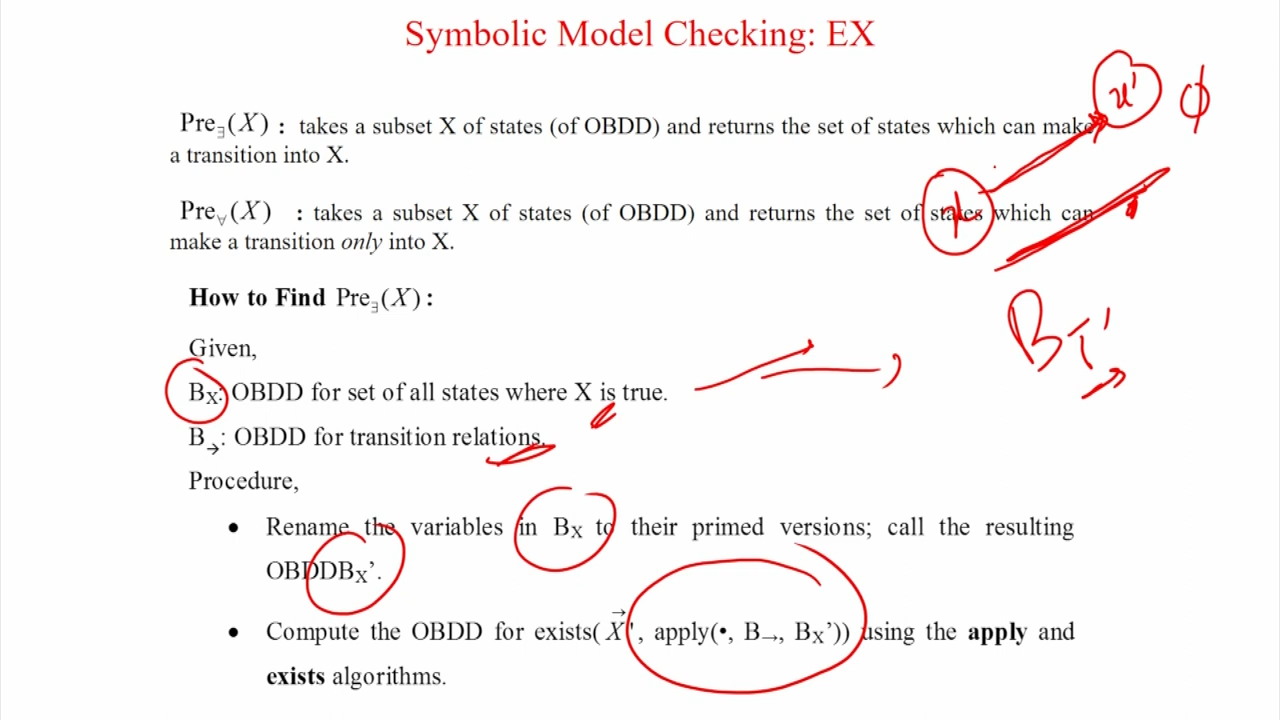 Symbolic Model Checking: EX
x'
ϕ
Pre∃(X) : takes a subset X of states (of OBDD) and returns the set of states which can make
a transition into X.
Pre∀(X) : takes a subset X of states (of OBDD) and returns the set of states which can
x
make a transition only into X.
How to Find Pre∃(X):
Given,
BX: OBDD for set of all states where X is true.
B→: OBDD for transition relations.
Procedure,
• Rename the variables in BX to their primed versions; call the resulting
OBDDBX’.
• Compute the OBDD for exists(X⃗', apply(•, B→, BX’)) using the apply and
exists algorithms.